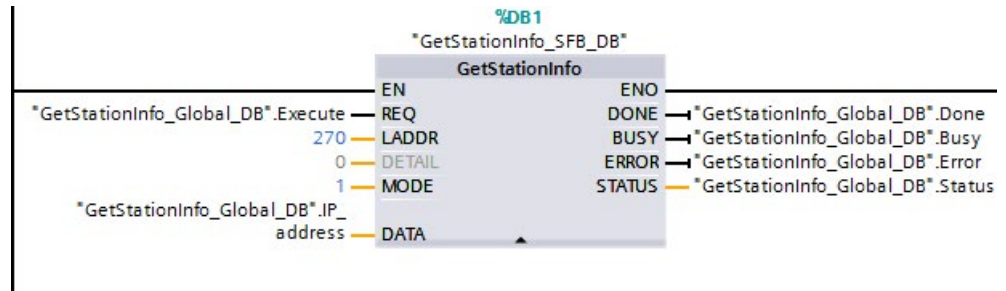 %DB1
"GetStationInfo_SFB_DB"
GetStationInfo
EN ENO
"GetStationInfo_Global_DB".Execute REQ DONE "GetStationInfo_Global_DB".Done
270 LADDR BUSY "GetStationInfo_Global_DB".Busy
0 DETAIL ERROR "GetStationInfo_Global_DB".Error
1 MODE STATUS "GetStationInfo_Global_DB".Status
"GetStationInfo_Global_DB".IP_
address DATA